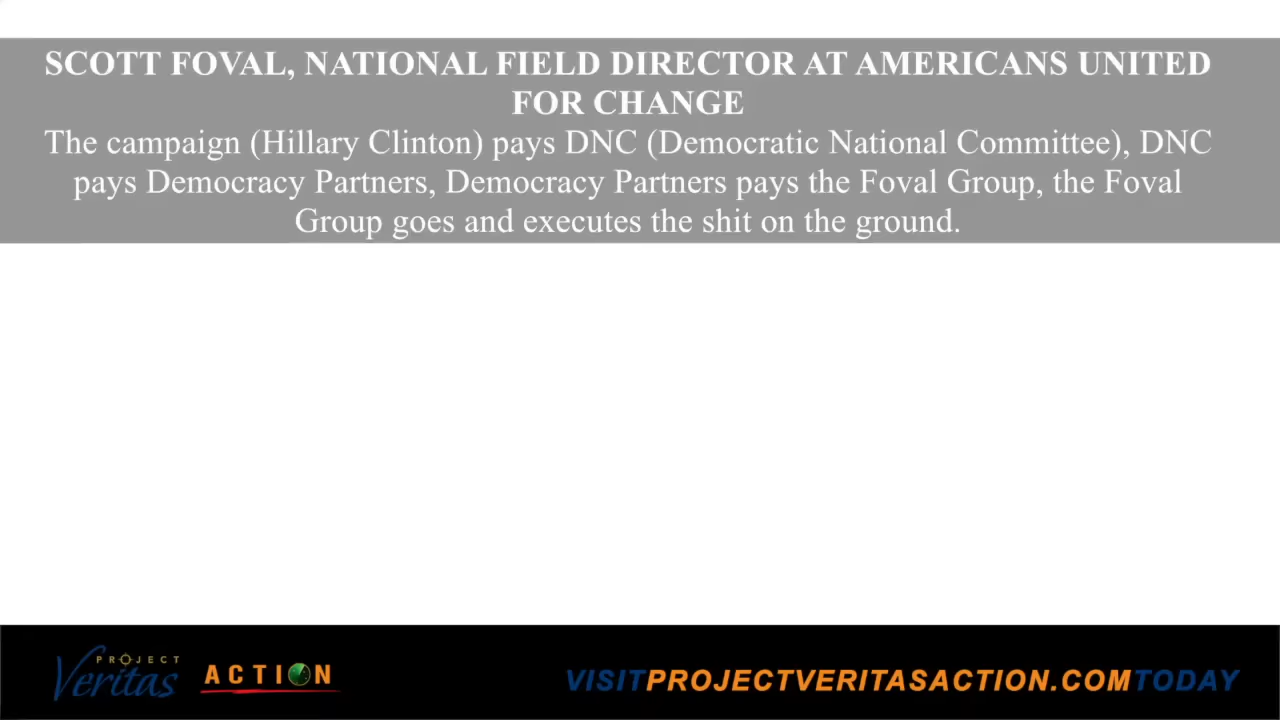 SCOTT FOVAL, NATIONAL FIELD DIRECTOR AT AMERICANS UNITED
FOR CHANGE
The campaign (Hillary Clinton) pays DNC (Democratic National Committee), DNC
pays Democracy Partners, Democracy Partners pays the Foval Group, the Foval
Group goes and executes the shit on the ground.
PROJECT
Veritas ACTION
VISITPROJECTVERITASACTION.COMTODAY